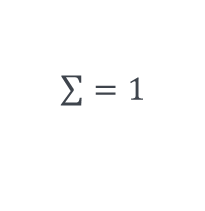 ∑ = 1